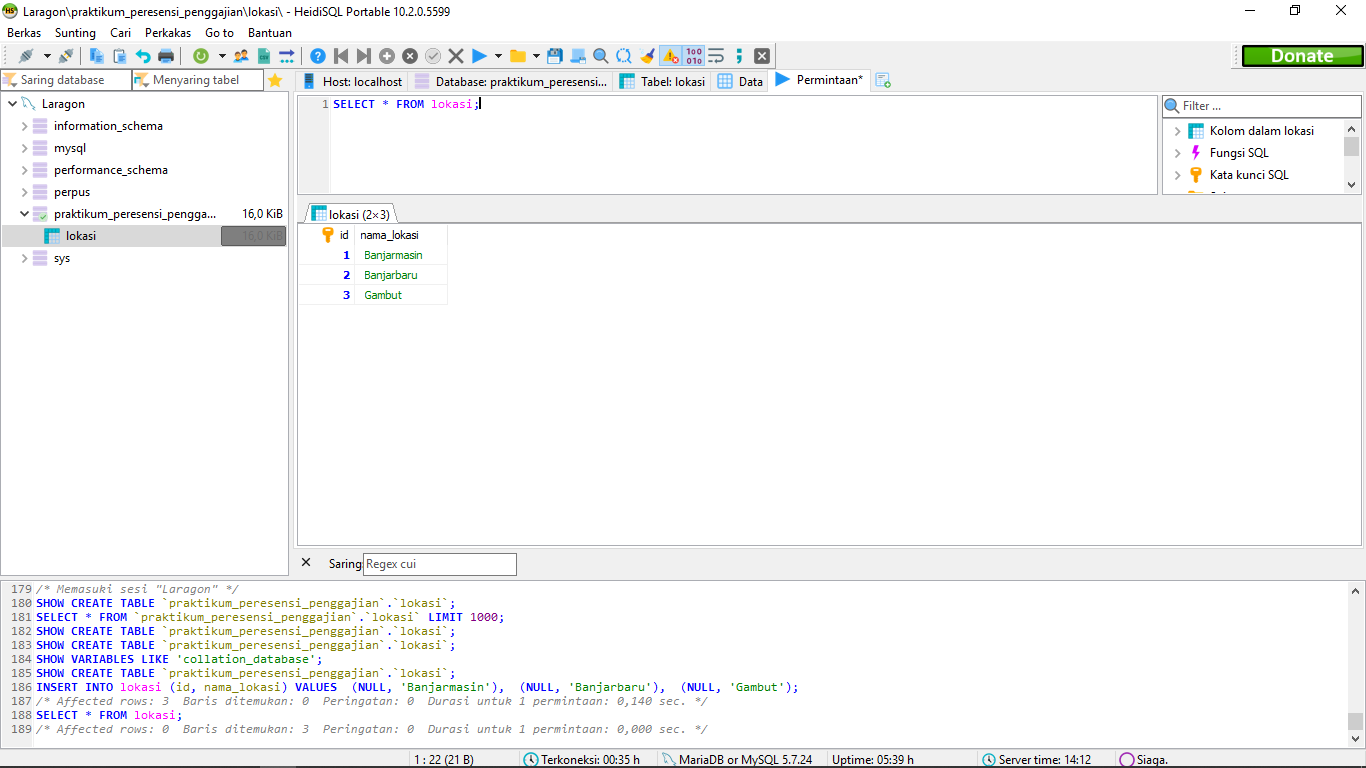 Laragon\praktikum_peresensi_penggajian\lokasi\ - HeidiSQL Portable 10.2.0.5599
Berkas Sunting Cari Perkakas Go to Bantuan
Donate
Saring database Menyaring tabel
Host: localhost Database: praktikum_peresensi... Tabel: lokasi Data Permintaan*
Laragon
information_schema
mysql
performance_schema
perpus
praktikum_peresensi_pengga... 16,0 KiB
lokasi 16,0 KiB
sys
1 SELECT * FROM lokasi;
Filter ...
Kolom dalam lokasi
Fungsi SQL
Kata kunci SQL
lokasi (2×3)
id nama_lokasi
1 Banjarmasin
2 Banjarbaru
3 Gambut
Saring: Regex cui
179 /* Memasuki sesi "Laragon" */
180 SHOW CREATE TABLE `praktikum_peresensi_penggajian`.`lokasi`;
181 SELECT * FROM `praktikum_peresensi_penggajian`.`lokasi` LIMIT 1000;
182 SHOW CREATE TABLE `praktikum_peresensi_penggajian`.`lokasi`;
183 SHOW CREATE TABLE `praktikum_peresensi_penggajian`.`lokasi`;
184 SHOW VARIABLES LIKE 'collation_database';
185 SHOW CREATE TABLE `praktikum_peresensi_penggajian`.`lokasi`;
186 INSERT INTO lokasi (id, nama_lokasi) VALUES (NULL, 'Banjarmasin'), (NULL, 'Banjarbaru'), (NULL, 'Gambut');
187 /* Affected rows: 3 Baris ditemukan: 0 Peringatan: 0 Durasi untuk 1 permintaan: 0,140 sec. */
188 SELECT * FROM lokasi;
189 /* Affected rows: 0 Baris ditemukan: 3 Peringatan: 0 Durasi untuk 1 permintaan: 0,000 sec. */
1 : 22 (21 B) Terkoneksi: 00:35 h MariaDB or MySQL 5.7.24 Uptime: 05:39 h Server time: 14:12 Siaga.